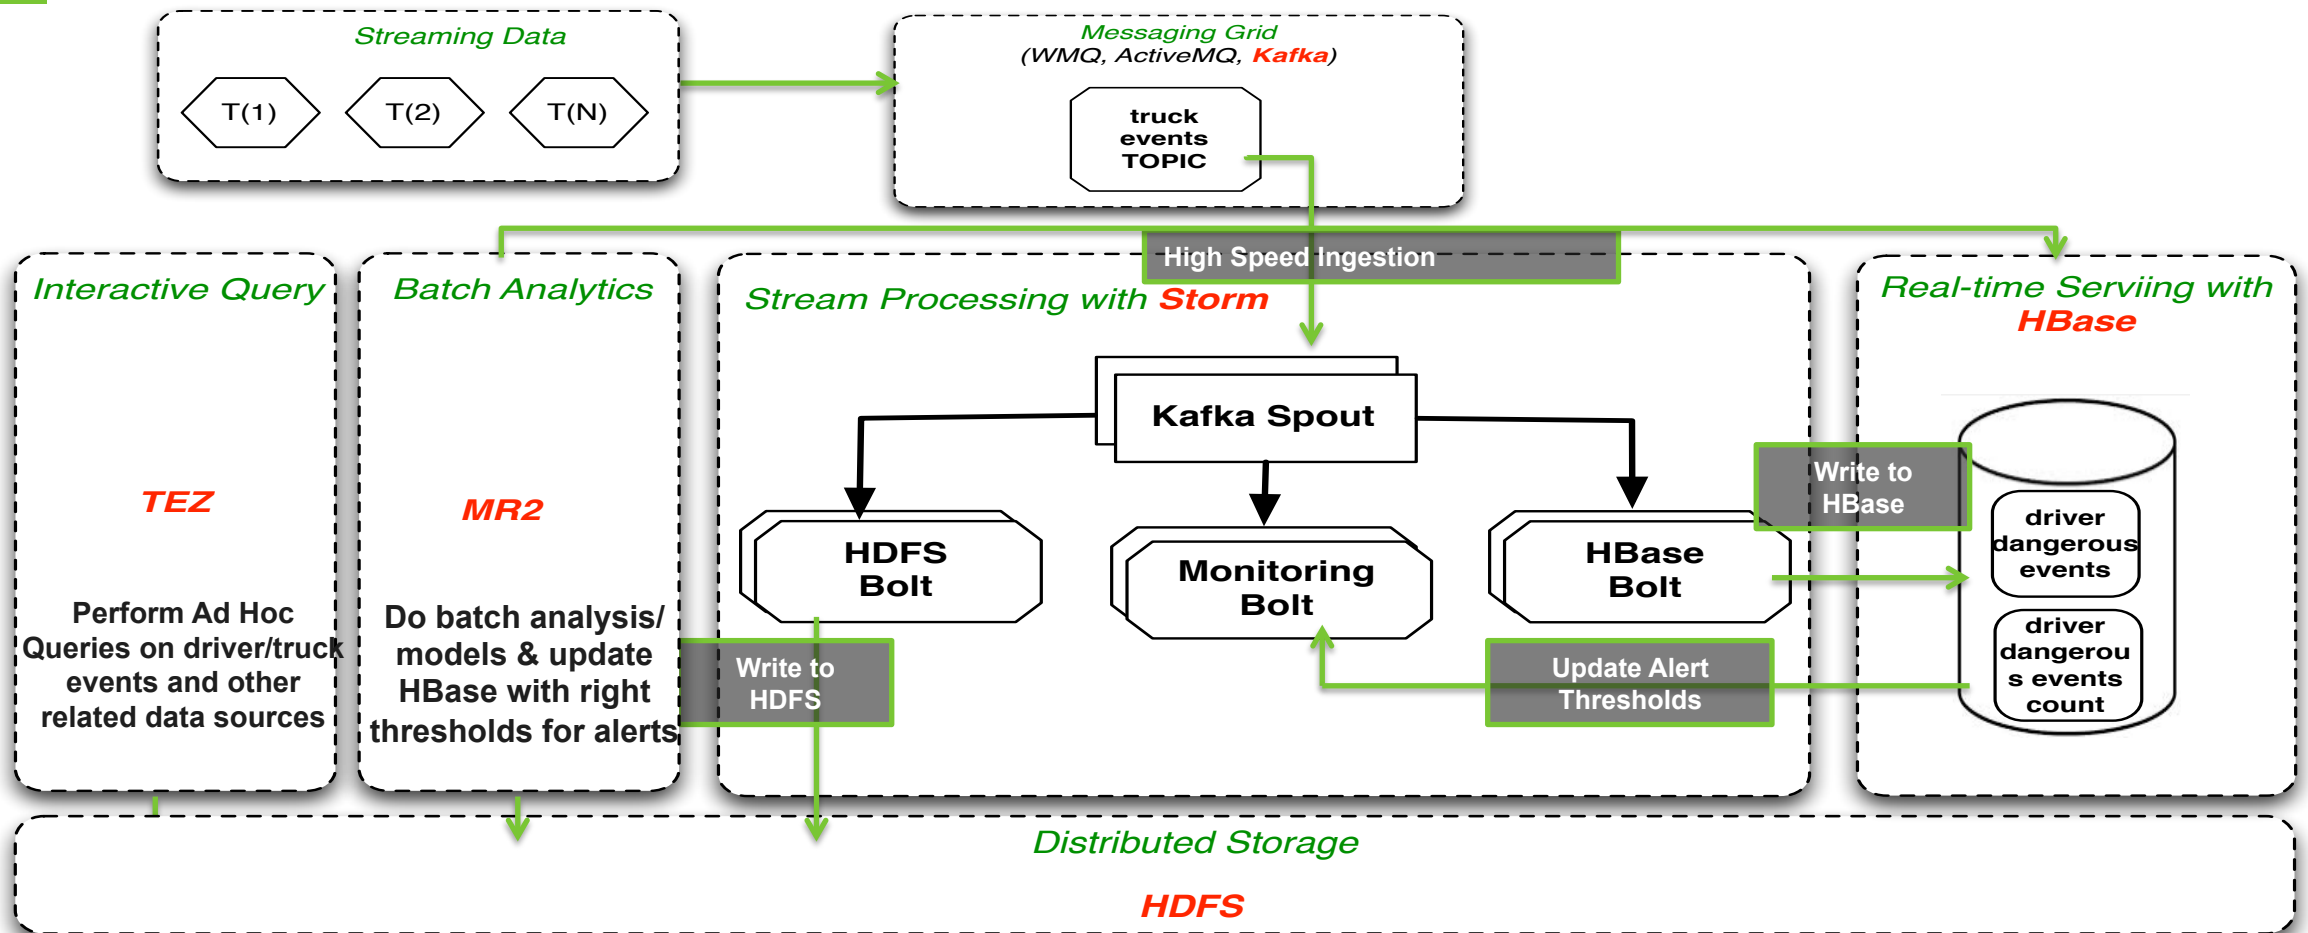 Streaming Data
T(1)
T(2)
T(N)
Messaging Grid
(WMQ, ActiveMQ, Kafka)
truck
events
TOPIC
High Speed Ingestion
Interactive Query
TEZ
Perform Ad Hoc
Queries on driver/truck
events and other
related data sources
Batch Analytics
MR2
Do batch analysis/
models & update
HBase with right
thresholds for alerts
Stream Processing with Storm
Kafka Spout
HDFS
Bolt
Monitoring
Bolt
HBase
Bolt
Write to
HDFS
Update Alert
Thresholds
Write to
HBase
Real-time Serviing with
HBase
driver
dangerous
events
driver
dangerou
s events
count
Distributed Storage
HDFS